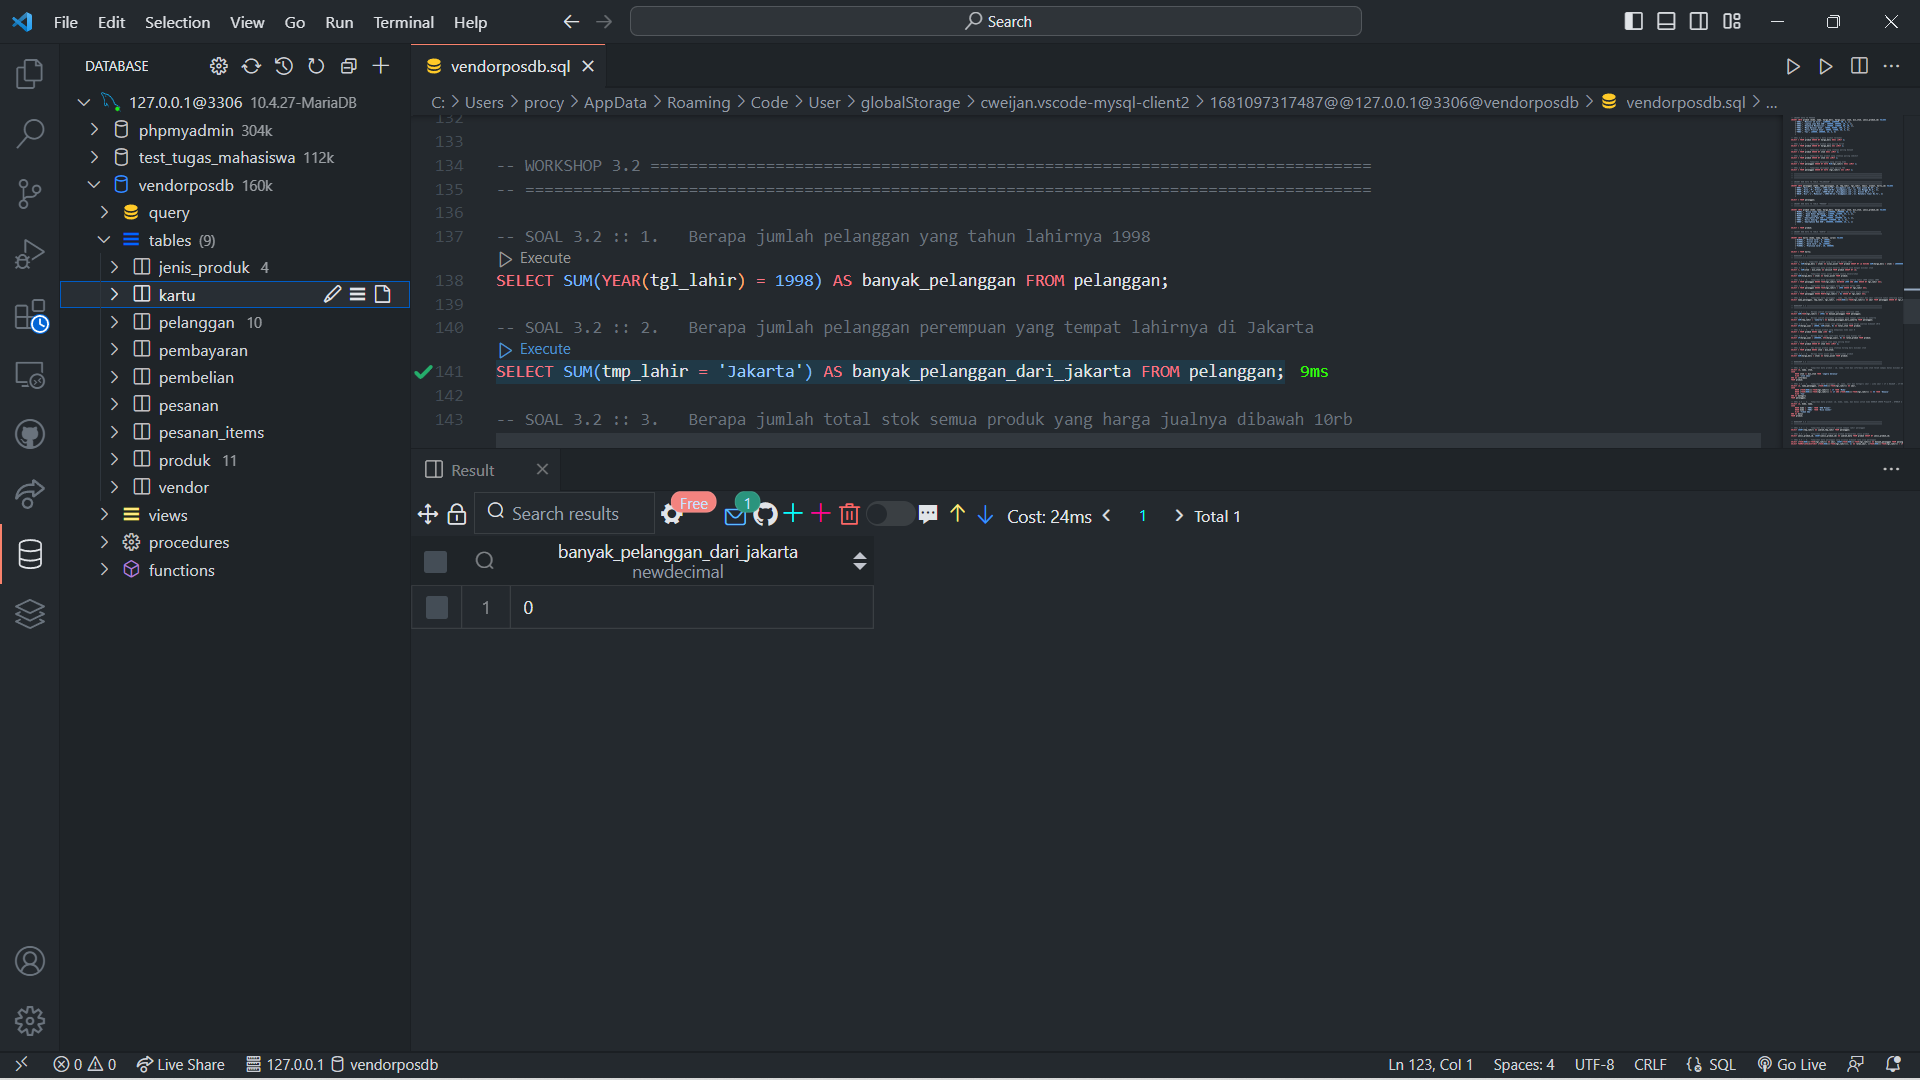 File Edit Selection View Go Run Terminal Help
Search
DATABASE
127.0.0.1@3306 10.4.27-MariaDB
phpmyadmin 304k
test_tugas_mahasiswa 112k
vendorposdb 160k
query
tables (9)
jenis_produk 4
kartu
pelanggan 10
pembayaran
pembelian
pesanan
pesanan_items
produk 11
vendor
views
procedures
functions
vendorposdb.sql
C: > Users > procy > AppData > Roaming > Code > User > globalStorage > cweijan.vscode-mysql-client2 > 1681097317487@@127.0.0.1@3306@vendorposdb > vendorposdb.sql > ...
132
133
134 -- WORKSHOP 3.2 ===========================================================================
135 -- ========================================================================================
136
137 -- SOAL 3.2 :: 1.   Berapa jumlah pelanggan yang tahun lahirnya 1998
Execute
138 SELECT SUM(YEAR(tgl_lahir) = 1998) AS banyak_pelanggan FROM pelanggan;
139
140 -- SOAL 3.2 :: 2.   Berapa jumlah pelanggan perempuan yang tempat lahirnya di Jakarta
Execute
141 SELECT SUM(tmp_lahir = 'Jakarta') AS banyak_pelanggan_dari_jakarta FROM pelanggan; 9ms
142
143 -- SOAL 3.2 :: 3.   Berapa jumlah total stok semua produk yang harga jualnya dibawah 10rb
Result
Search results
Free
1
Cost: 24ms < 1 > Total 1
banyak_pelanggan_dari_jakarta
newdecimal
1 0
0 0 Live Share 127.0.0.1 vendorposdb
Ln 123, Col 1 Spaces: 4 UTF-8 CRLF SQL Go Live